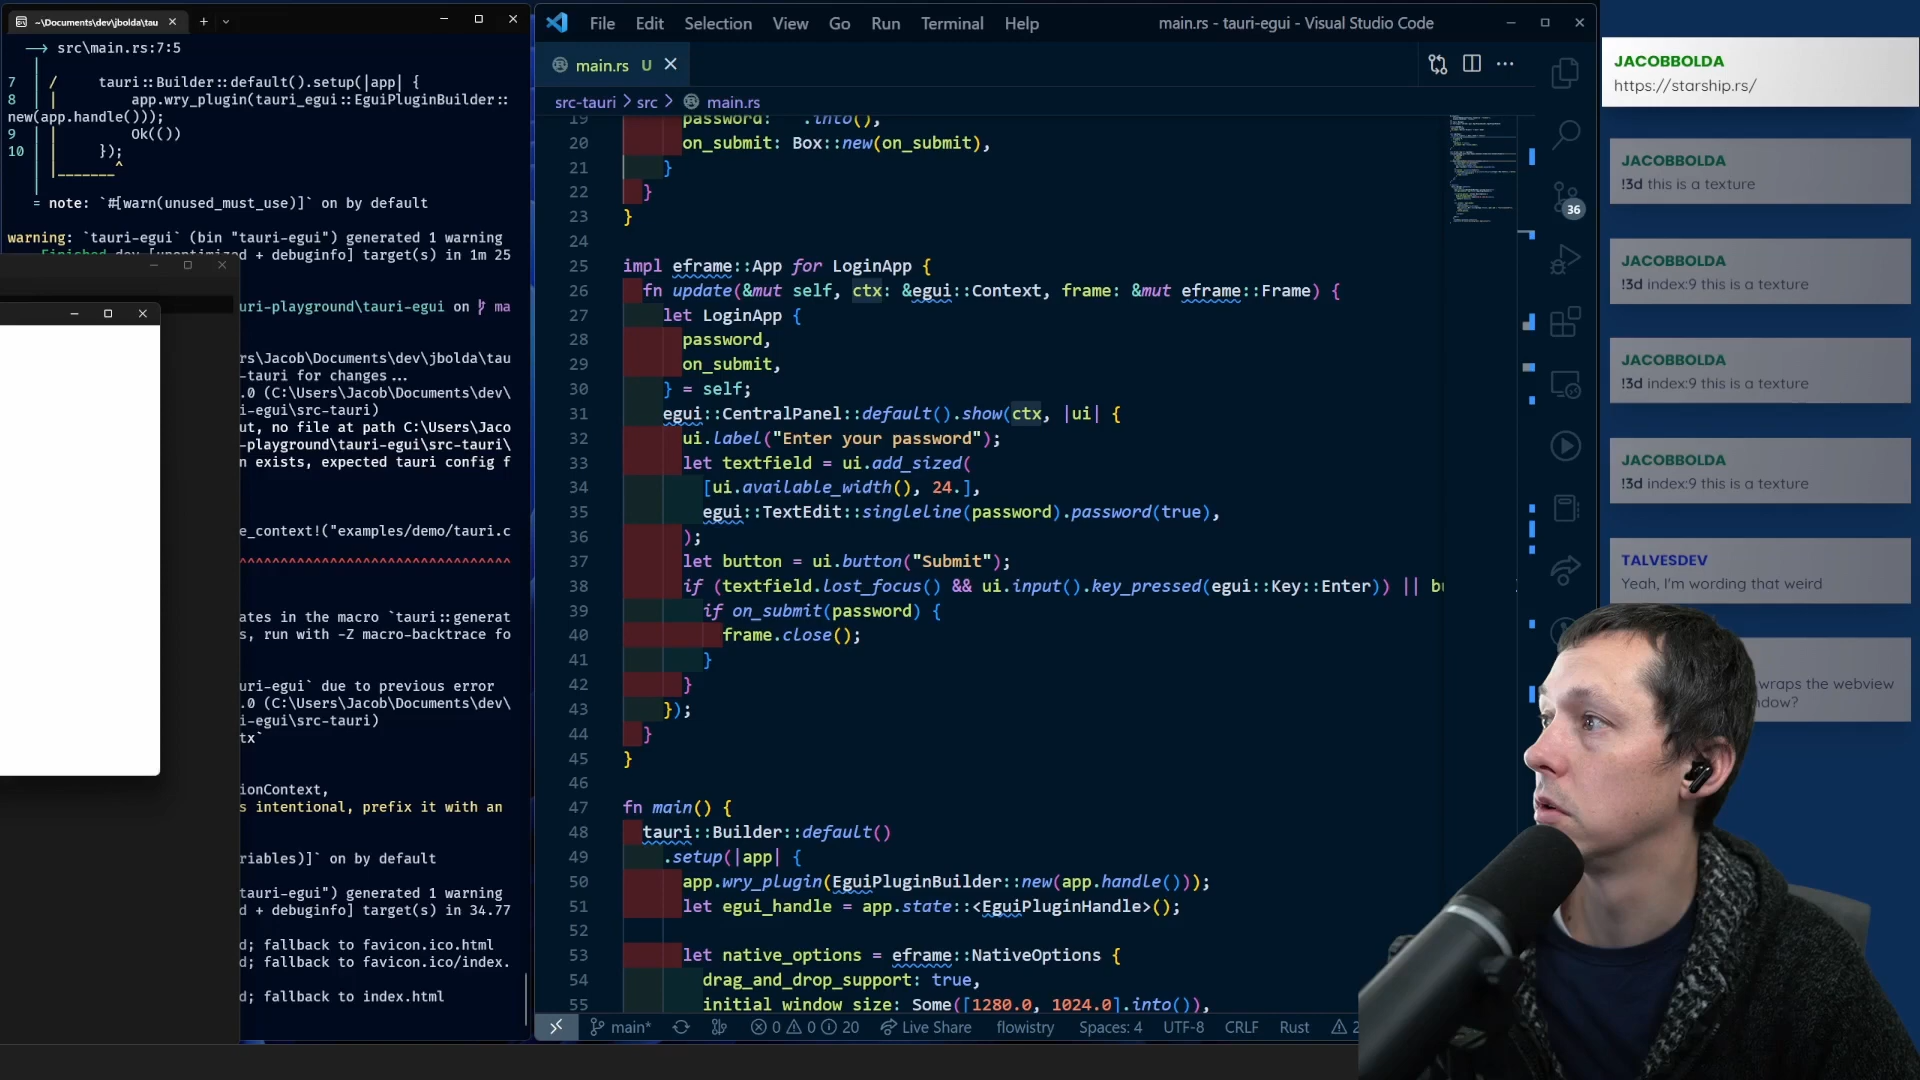 ~\Documents\dev\jbolda\tau
──> src\main.rs:7:5
7 / tauri::Builder::default().setup(|app| {
8 | app.wry_plugin(tauri_egui::EguiPluginBuilder::
new(app.handle()));
9 | Ok(())
10 | });
|_______^
= note: `#[warn(unused_must_use)]` on by default
warning: `tauri-egui` (bin "tauri-egui") generated 1 warning
Finished dev [unoptimized + debuginfo] target(s) in 1m 25
uri-playground\tauri-egui on ma
rs\Jacob\Documents\dev\jbolda\tau
-tauri for changes...
.0 (C:\Users\Jacob\Documents\dev\
i-egui\src-tauri)
ut, no file at path C:\Users\Jaco
-playground\tauri-egui\src-tauri\
n exists, expected tauri config f
e_context!("examples/demo/tauri.c
^^^^^^^^^^^^^^^^^^^^^^^^^^^^^^^^^
ates in the macro `tauri::generat
s, run with -Z macro-backtrace fo
uri-egui` due to previous error
.0 (C:\Users\Jacob\Documents\dev\
i-egui\src-tauri)
tx`
ionContext,
s intentional, prefix it with an
riables)]` on by default
tauri-egui") generated 1 warning
d + debuginfo] target(s) in 34.77
d; fallback to favicon.ico.html
d; fallback to favicon.ico/index.
d; fallback to index.html
File Edit Selection View Go Run Terminal Help
main.rs - tauri-egui - Visual Studio Code
main.rs U
src-tauri > src > main.rs
19 password: .into(),
20 on_submit: Box::new(on_submit),
21 }
22 }
23 }
24
25 impl eframe::App for LoginApp {
26 fn update(&mut self, ctx: &egui::Context, frame: &mut eframe::Frame) {
27 let LoginApp {
28 password,
29 on_submit,
30 } = self;
31 egui::CentralPanel::default().show(ctx, |ui| {
32 ui.label("Enter your password");
33 let textfield = ui.add_sized(
34 [ui.available_width(), 24.],
35 egui::TextEdit::singleline(password).password(true),
36 );
37 let button = ui.button("Submit");
38 if (textfield.lost_focus() && ui.input().key_pressed(egui::Key::Enter)) || bu
39 if on_submit(password) {
40 frame.close();
41 }
42 }
43 });
44 }
45 }
46
47 fn main() {
48 tauri::Builder::default()
49 .setup(|app| {
50 app.wry_plugin(EguiPluginBuilder::new(app.handle()));
51 let egui_handle = app.state::<EguiPluginHandle>();
52
53 let native_options = eframe::NativeOptions {
54 drag_and_drop_support: true,
55 initial_window_size: Some([1280.0, 1024.0].into()),
main* 0 0 20 Live Share flowistry Spaces: 4 UTF-8 CRLF Rust 2
36
JACOBBOLDA
https://starship.rs/
JACOBBOLDA
!3d this is a texture
JACOBBOLDA
!3d index:9 this is a texture
JACOBBOLDA
!3d index:9 this is a texture
JACOBBOLDA
!3d index:9 this is a texture
TALVESDEV
Yeah, I'm wording that weird
wraps the webview
ndow?